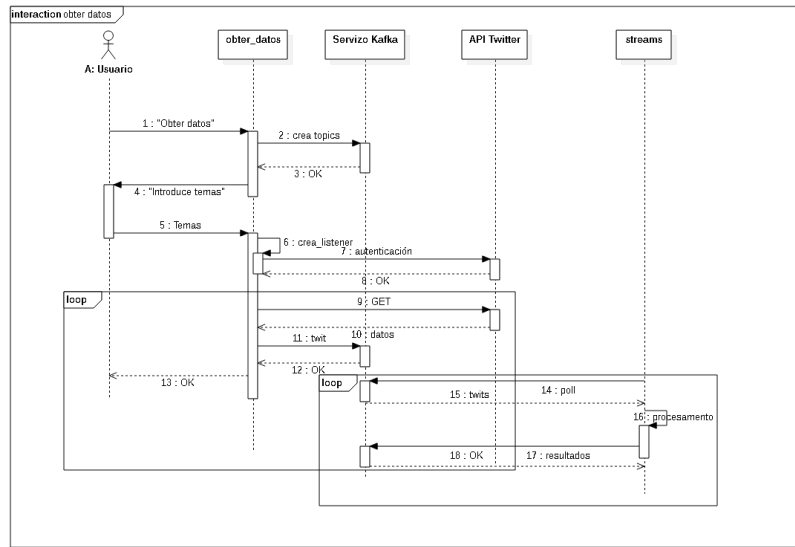 interaction obter datos
A: Usuario
obter_datos
Servizo Kafka
API Twitter
streams
1 : "Obter datos"
2 : crea topics
3 : OK
4 : "Introduce temas"
5 : Temas
6 : crea_listener
7 : autenticación
8 : OK
loop
9 : GET
10 : datos
11 : twit
12 : OK
13 : OK
loop
14 : poll
15 : twits
16 : procesamento
18 : OK
17 : resultados